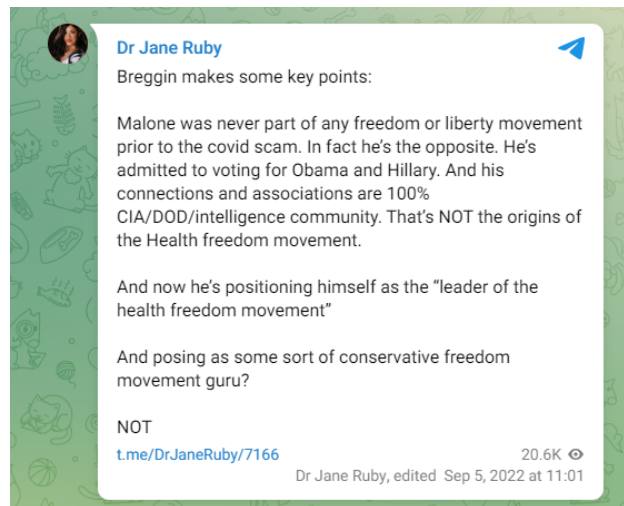 Dr Jane Ruby
Breggin makes some key points:
Malone was never part of any freedom or liberty movement
prior to the covid scam. In fact he's the opposite. He's
admitted to voting for Obama and Hillary. And his
connections and associations are 100%
CIA/DOD/intelligence community. That's NOT the origins of
the Health freedom movement.
And now he's positioning himself as the “leader of the
health freedom movement”
And posing as some sort of conservative freedom
movement guru?
NOT
t.me/DrJaneRuby/7166 20.6K
Dr Jane Ruby, edited Sep 5, 2022 at 11:01